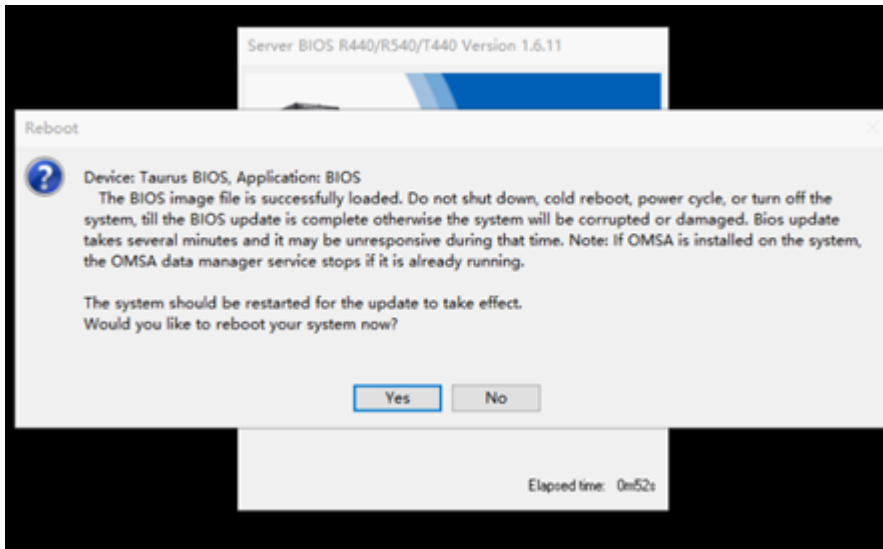 Server BIOS R440/R540/T440 Version 1.6.11
Reboot
Device: Taurus BIOS, Application: BIOS
The BIOS image file is successfully loaded. Do not shut down, cold reboot, power cycle, or turn off the
system, till the BIOS update is complete otherwise the system will be corrupted or damaged. Bios update
takes several minutes and it may be unresponsive during that time. Note: If OMSA is installed on the system,
the OMSA data manager service stops if it is already running.
The system should be restarted for the update to take effect.
Would you like to reboot your system now?
Yes No
Elapsed time: 0m52s